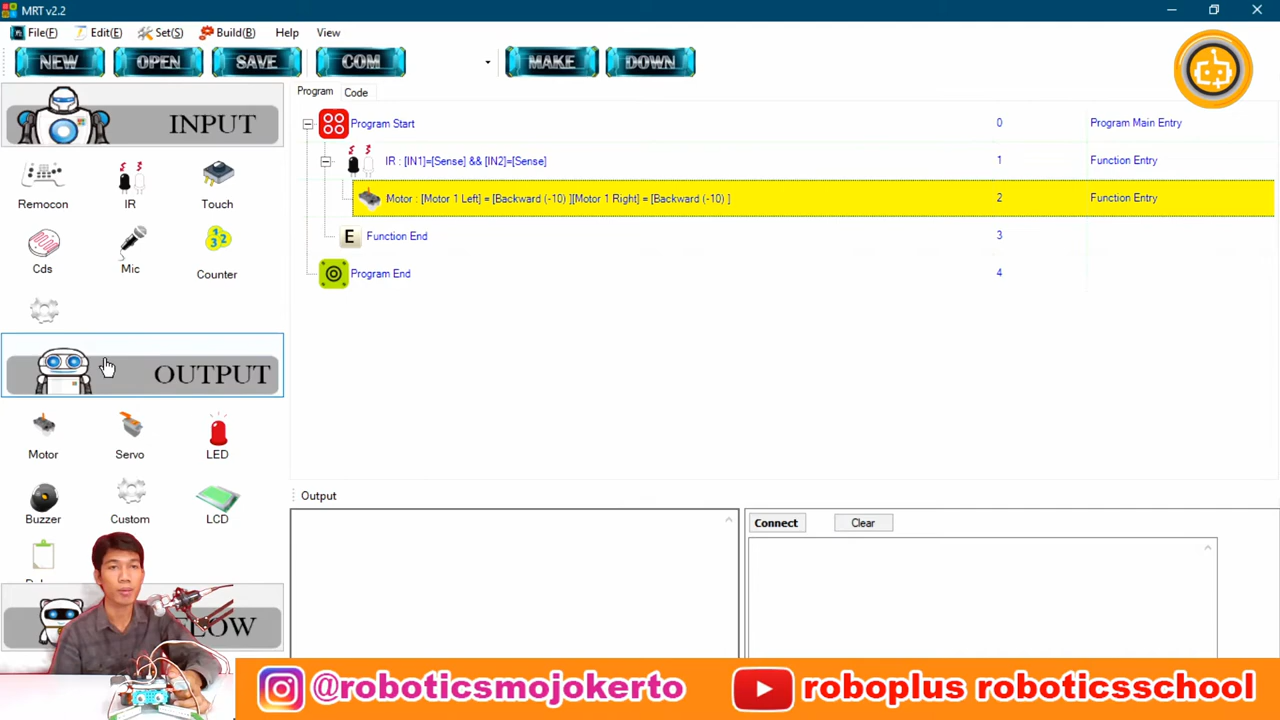 MRT v2.2
File(F) Edit(E) Set(S) Build(B) Help View
NEW OPEN SAVE COM MAKE DOWN
INPUT
Remocon IR Touch
Cds Mic Counter
OUTPUT
Motor Servo LED
Buzzer Custom LCD
Program Code
Program Start 0 Program Main Entry
IR : [IN1]=[Sense] && [IN2]=[Sense] 1 Function Entry
Motor : [Motor 1 Left] = [Backward (-10) ][Motor 1 Right] = [Backward (-10) ] 2 Function Entry
E Function End 3
Program End 4
Output
Connect Clear
@roboticsmojokerto
roboplus roboticsschool